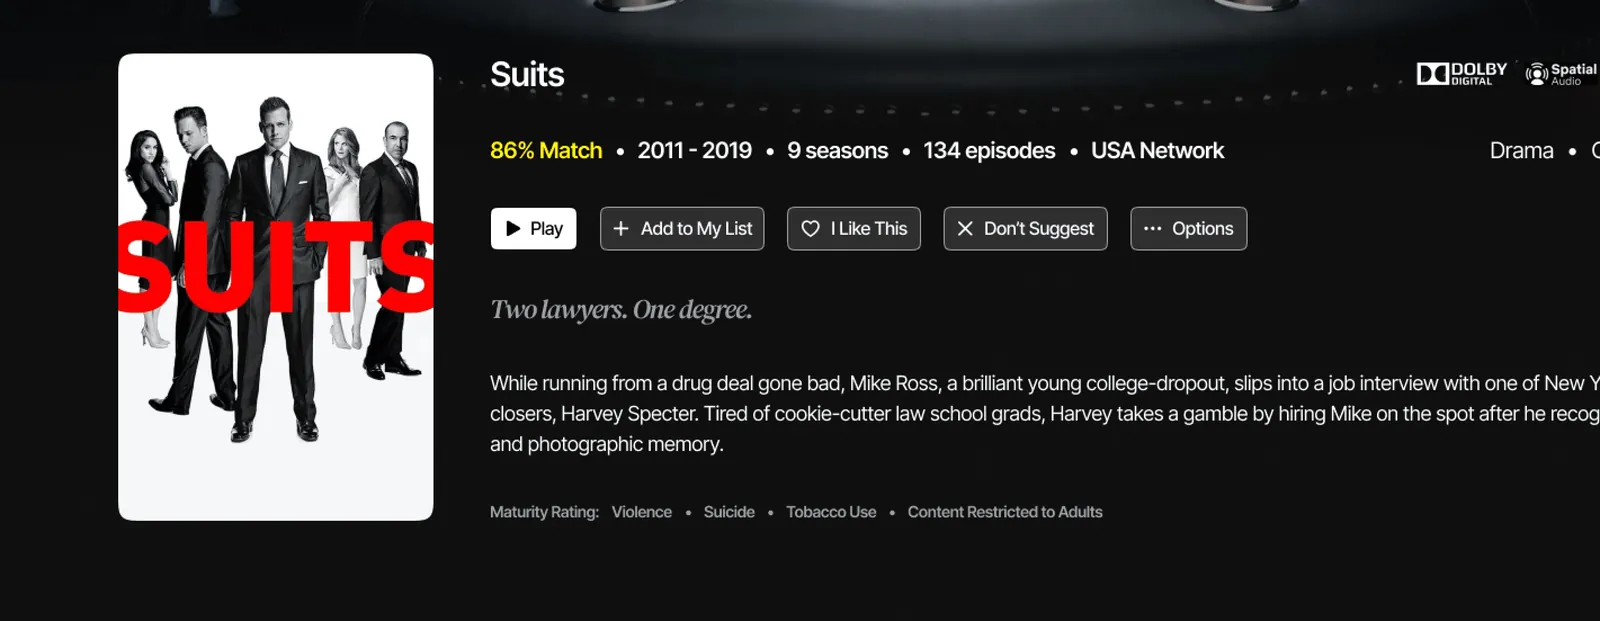 Suits
DOLBY DIGITAL
Spatial Audio
86% Match • 2011 - 2019 • 9 seasons • 134 episodes • USA Network
Drama •
Play
Add to My List
I Like This
Don't Suggest
Options
SUITS
Two lawyers. One degree.
While running from a drug deal gone bad, Mike Ross, a brilliant young college-dropout, slips into a job interview with one of New
closers, Harvey Specter. Tired of cookie-cutter law school grads, Harvey takes a gamble by hiring Mike on the spot after he
and photographic memory.
Maturity Rating: Violence • Suicide • Tobacco Use • Content Restricted to Adults